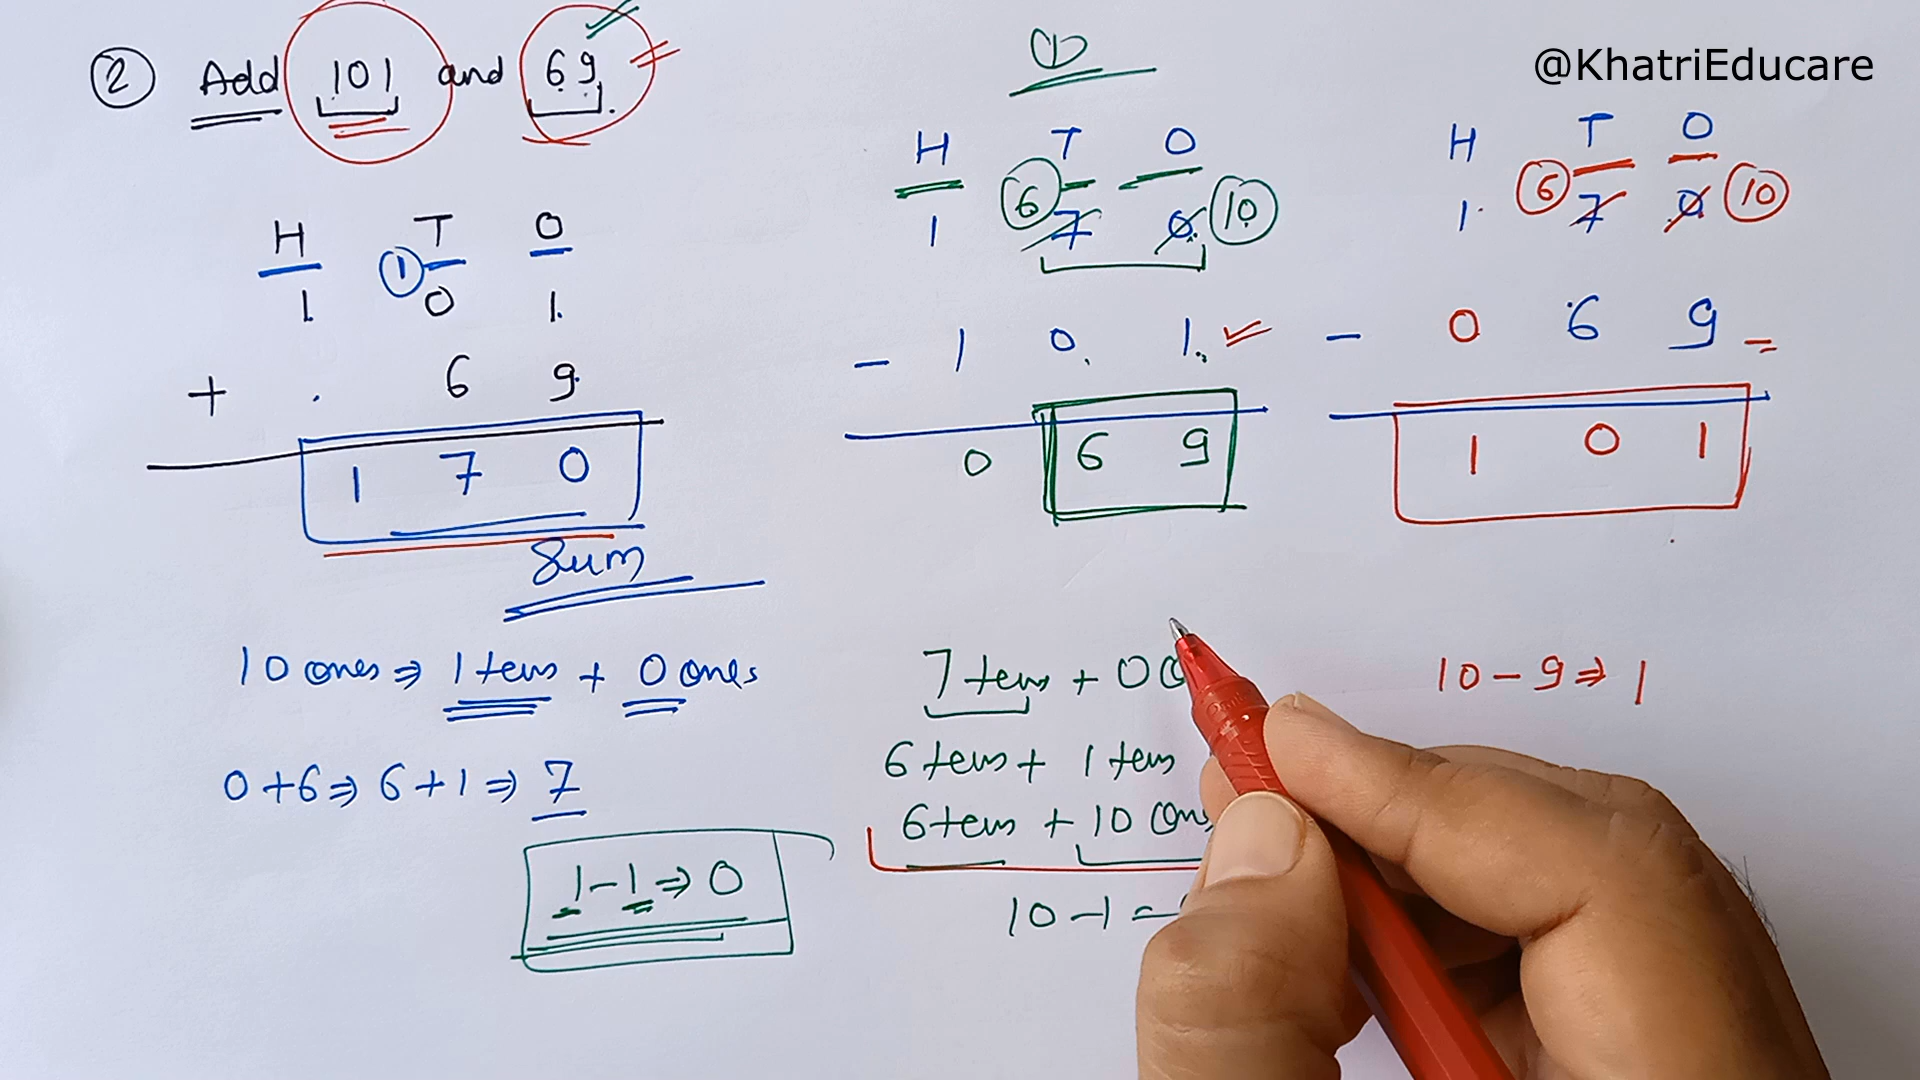 ② Add 101 and 69
@KhatriEducare
H T O
① 
1 0 1
+ 6 9
1 7 0
Sum
10 ones ⇒ 1 tens + 0 ones
0+6 ⇒ 6+1 ⇒ 7
1-1 ⇒ 0
①
H T O
6 10
1 7 0
- 1 0 1
0 6 9
7 tens + 0
6 tens + 1 tens
6 tens + 10
10-1 =
H T O
6 10
1 7 0
- 0 6 9
1 0 1
10-9 ⇒ 1